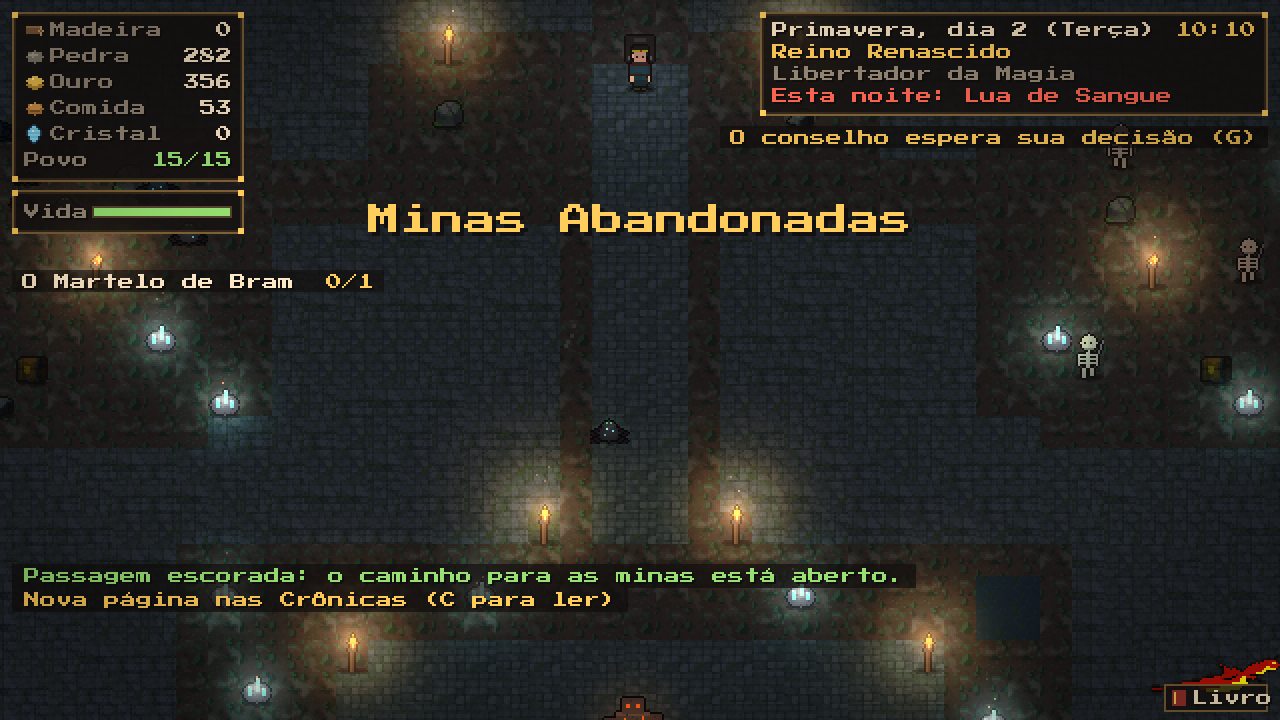 Madeira 0
Pedra 282
Ouro 356
Comida 53
Cristal 0
Povo 15/15
Vida
Primavera, dia 2 (Terça) 10:10
Reino Renascido
Libertador da Magia
Esta noite: Lua de Sangue
O conselho espera sua decisão (G)
Minas Abandonadas
O Martelo de Bram 0/1
Passagem escorada: o caminho para as minas está aberto.
Nova página nas Crônicas (C para ler)
Livro